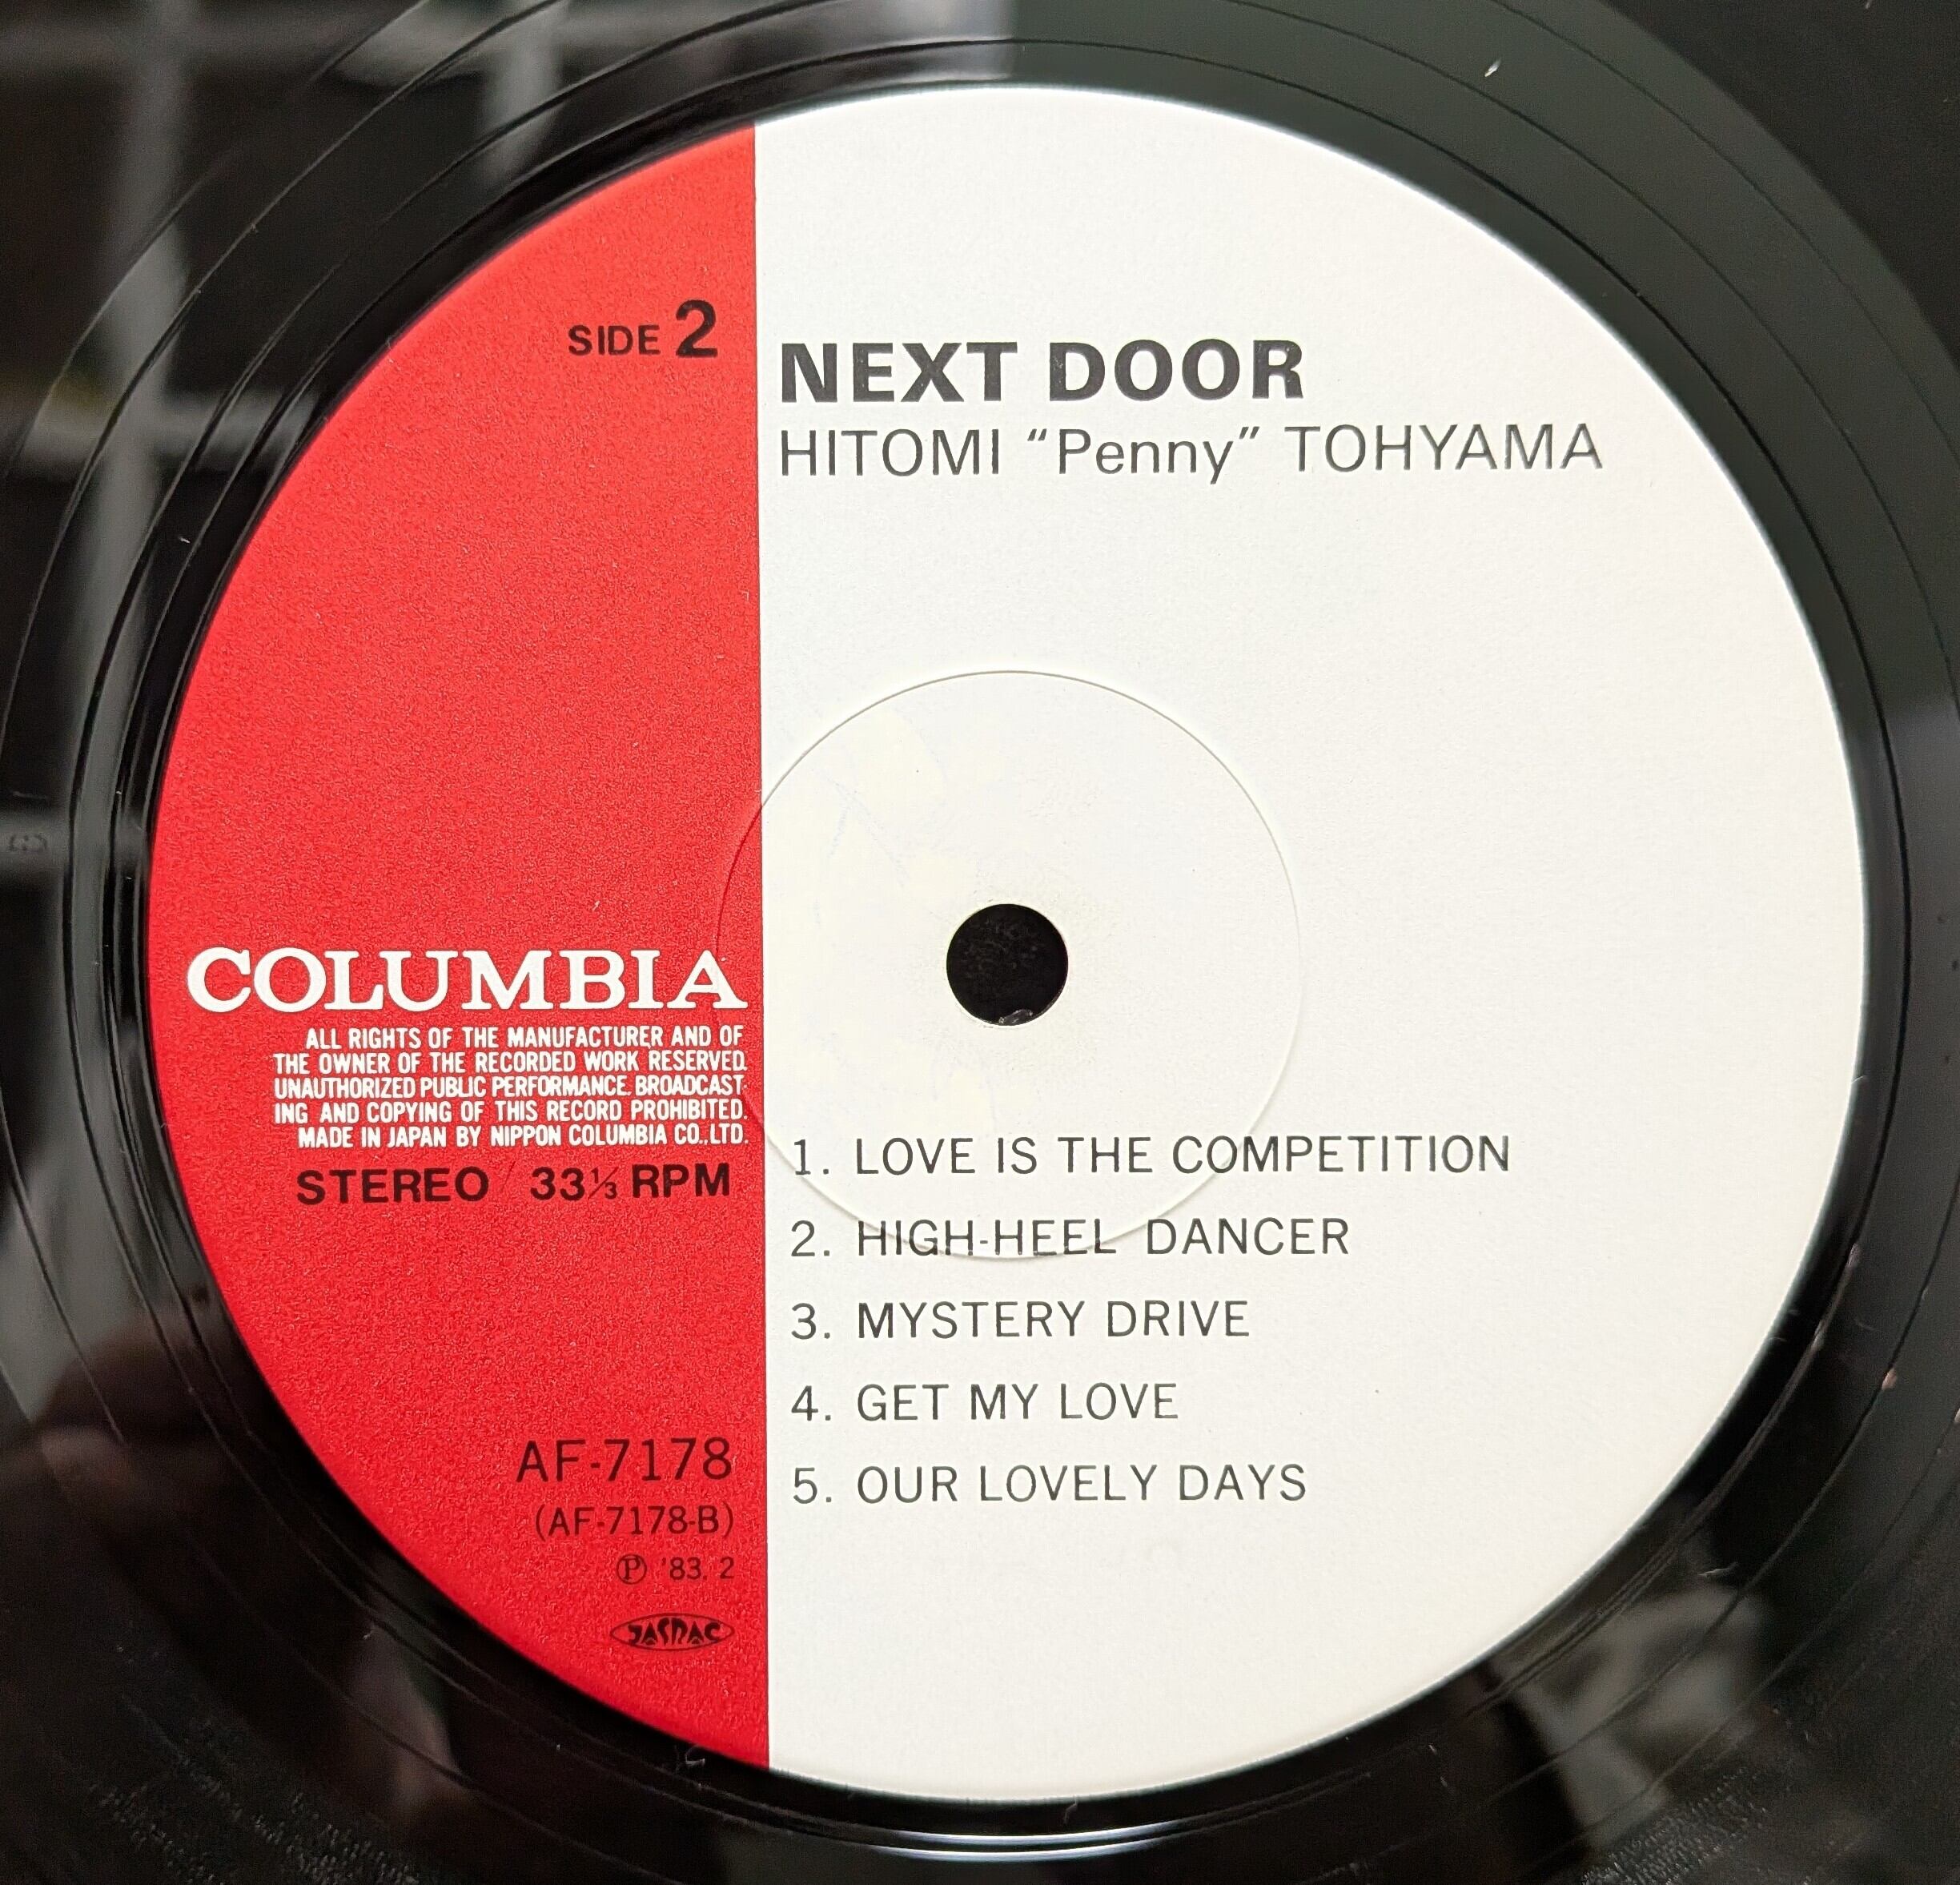 SIDE 2
NEXT DOOR
HITOMI “Penny” TOHYAMA
COLUMBIA
ALL RIGHTS OF THE MANUFACTURER AND OF
THE OWNER OF THE RECORDED WORK RESERVED.
UNAUTHORIZED PUBLIC PERFORMANCE. BROADCAST-
ING AND COPYING OF THIS RECORD PROHIBITED.
MADE IN JAPAN BY NIPPON COLUMBIA CO.,LTD.
STEREO 33⅓ RPM
1. LOVE IS THE COMPETITION
2. HIGH-HEEL DANCER
3. MYSTERY DRIVE
4. GET MY LOVE
5. OUR LOVELY DAYS
AF-7178
(AF-7178-B)
Ⓟ '83. 2
JASRAC